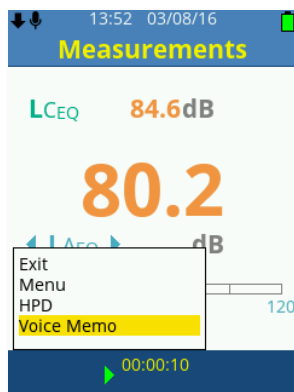 13:52 03/08/16
Measurements
LCEQ 84.6dB
80.2
LAEQ dB
Exit
Menu
HPD
Voice Memo
120
00:00:10